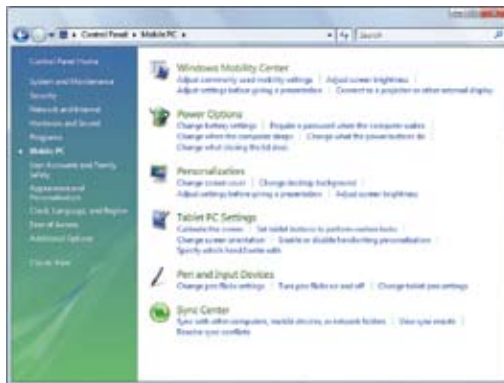 Control Panel ▸ Mobile PC ▸
Search
Control Panel Home
System and Maintenance
Security
Network and Internet
Hardware and Sound
Programs
Mobile PC
User Accounts and Family
Safety
Appearance and
Personalization
Clock, Language, and Region
Ease of Access
Additional Options
Classic View
Windows Mobility Center
Adjust commonly used mobility settings | Adjust screen brightness
Adjust settings before giving a presentation | Connect to a projector or other external display
Power Options
Change battery settings | Require a password when the computer wakes
Change when the computer sleeps | Change what the power buttons do
Change what closing the lid does
Personalization
Change screen saver | Change desktop background
Adjust settings before giving a presentation | Adjust screen brightness
Tablet PC Settings
Calibrate the screen | Set tablet buttons to perform certain tasks
Change screen orientation | Enable or disable handwriting personalization
Specify which hand I write with
Pen and Input Devices
Change pen flicks settings | Turn pen flicks on and off | Change tablet pen settings
Sync Center
Sync with other computers, mobile devices, or network folders | View sync results
Resolve sync conflicts